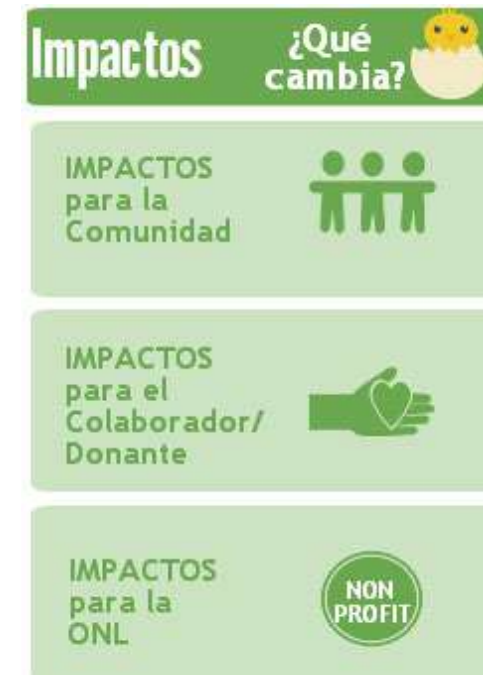 Impactos
¿Qué
cambia?
IMPACTOS
para la
Comunidad
IMPACTOS
para el
Colaborador/
Donante
IMPACTOS
para la
ONL
NON
PROFIT